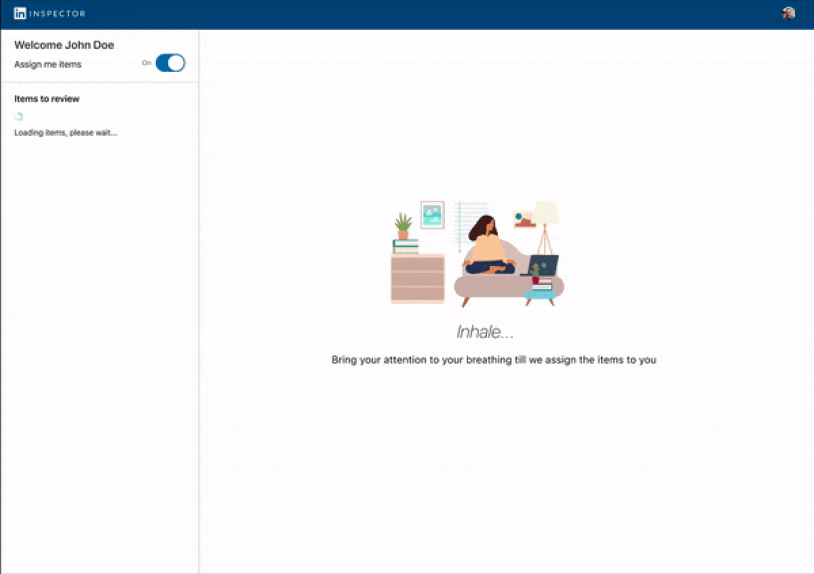 in INSPECTOR
Welcome John Doe
Assign me items On
Items to review
Loading items, please wait...
Inhale...
Bring your attention to your breathing till we assign the items to you